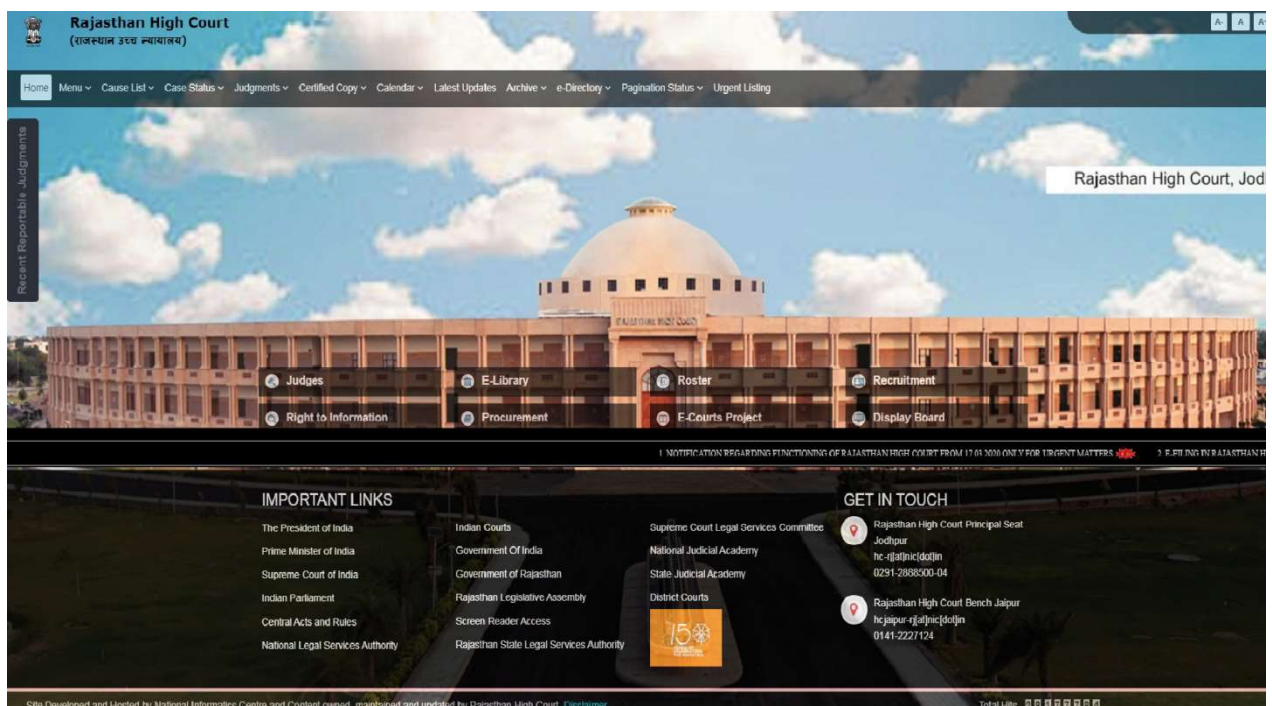 Rajasthan High Court
(राजस्थान उच्च न्यायालय)
A- A A+
Home Menu Cause List Case Status Judgments Certified Copy Calendar Latest Updates Archive e-Directory Pagination Status Urgent Listing
Recent Reportable Judgments
Rajasthan High Court, Jod
RAJASTHAN HIGH COURT
Judges E-Library Roster Recruitment
Right to Information Procurement E-Courts Project Display Board
1. NOTIFICATION REGARDING FUNCTIONING OF RAJASTHAN HIGH COURT FROM 17.03.2020 ONLY FOR URGENT MATTERS 2. E-FILING IN RAJASTHAN H
IMPORTANT LINKS
The President of India
Prime Minister of India
Supreme Court of India
Indian Parliament
Central Acts and Rules
National Legal Services Authority
Indian Courts
Government Of India
Government of Rajasthan
Rajasthan Legislative Assembly
Screen Reader Access
Rajasthan State Legal Services Authority
Supreme Court Legal Services Committee
National Judicial Academy
State Judicial Academy
District Courts
150
GET IN TOUCH
Rajasthan High Court Principal Seat
Jodhpur
hc-rj[at]nic[dot]in
0291-2888500-04
Rajasthan High Court Bench Jaipur
hcjaipur-rj[at]nic[dot]in
0141-2227124
Site Developed and Hosted by National Informatics Centre and Content owned, maintained and updated by Rajasthan High Court. Disclaimer
Total Hits